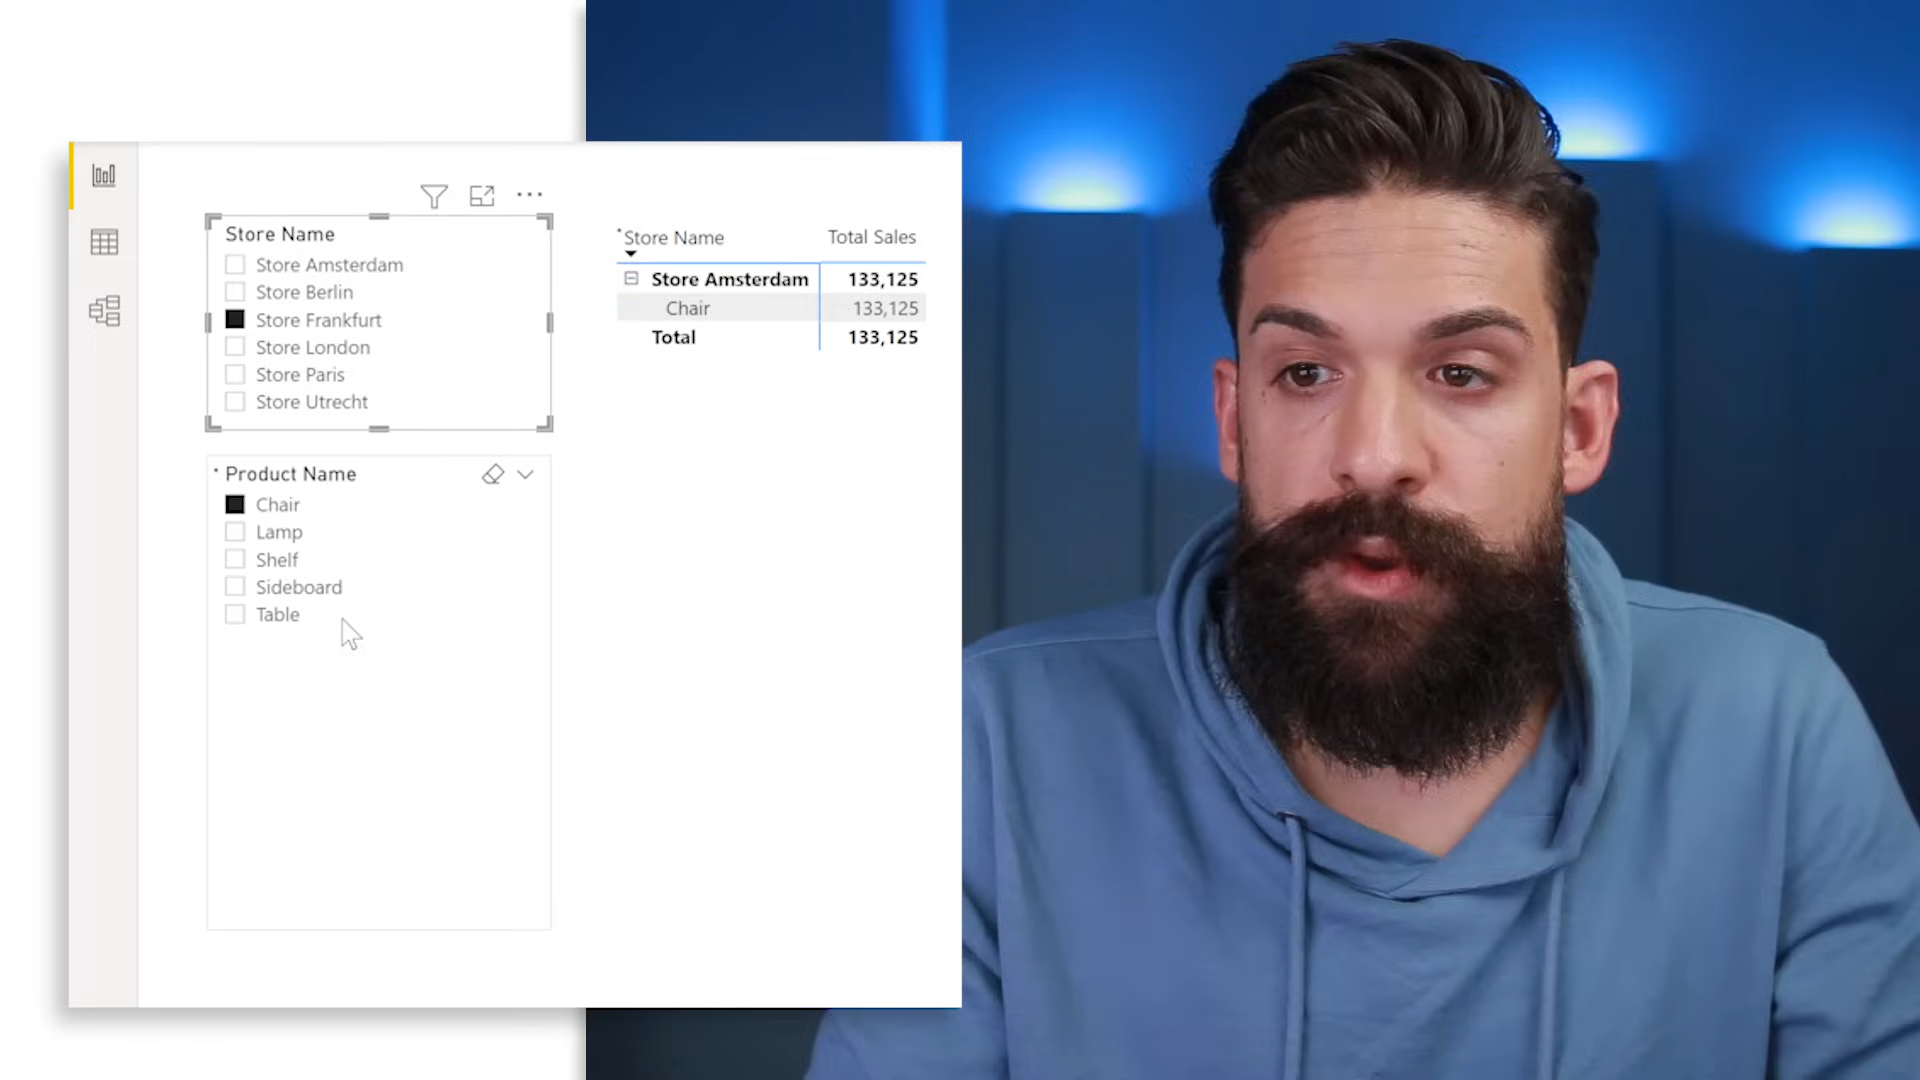 Store Name
Store Amsterdam
Store Berlin
Store Frankfurt
Store London
Store Paris
Store Utrecht
Product Name
Chair
Lamp
Shelf
Sideboard
Table
Store Name Total Sales
Store Amsterdam 133,125
Chair 133,125
Total 133,125